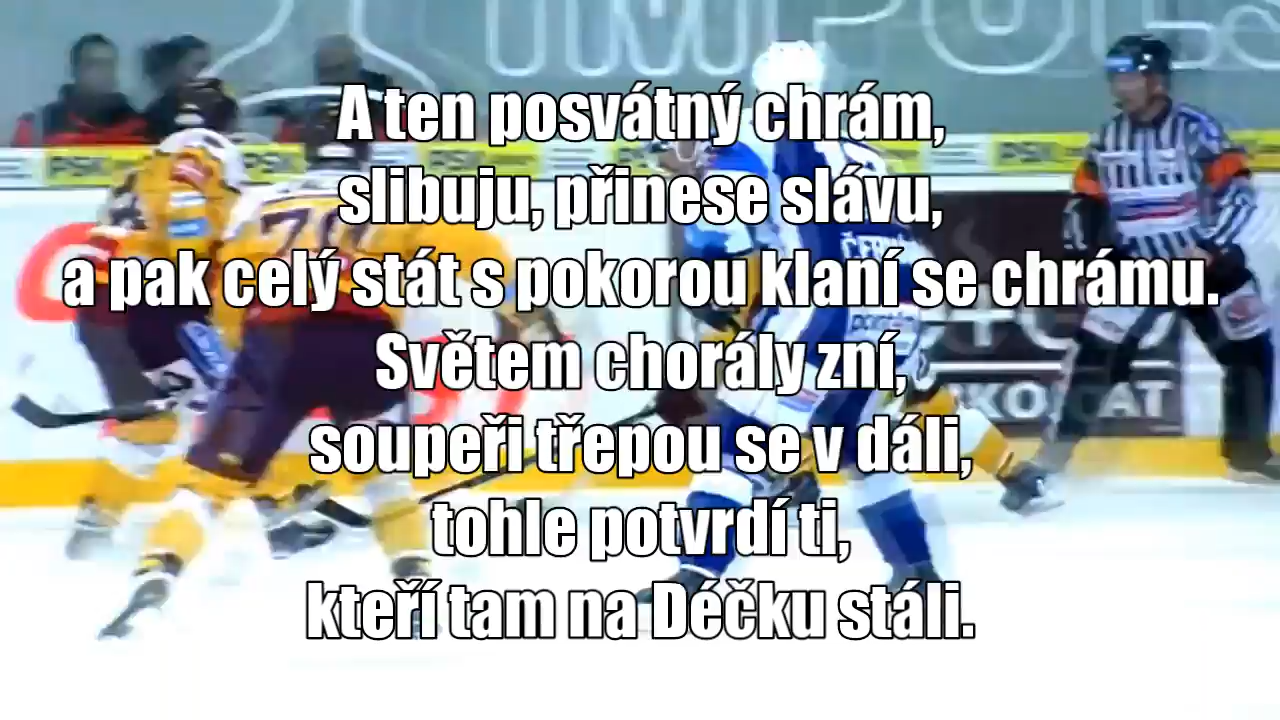 A ten posvátný chrám,
slibuju, přinese slávu,
a pak celý stát s pokorou klaní se chrámu.
Světem chorály zní,
soupeři třepou se v dáli,
tohle potvrdí ti,
kteří tam na Déčku stáli.